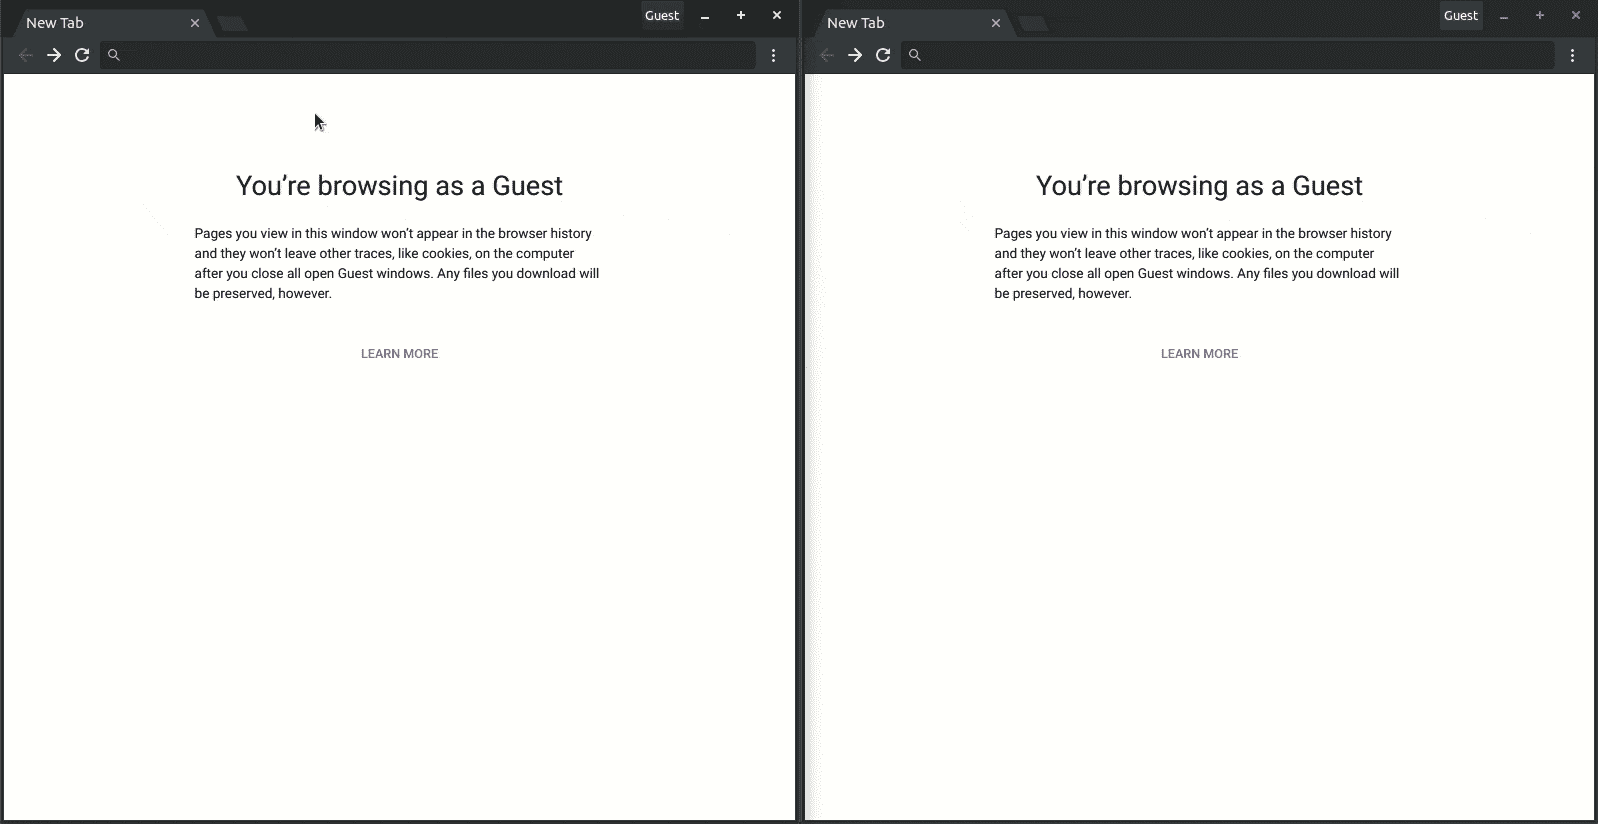 New Tab
Guest
You’re browsing as a Guest
Pages you view in this window won’t appear in the browser history
and they won’t leave other traces, like cookies, on the computer
after you close all open Guest windows. Any files you download will
be preserved, however.
LEARN MORE
New Tab
Guest
You’re browsing as a Guest
Pages you view in this window won’t appear in the browser history
and they won’t leave other traces, like cookies, on the computer
after you close all open Guest windows. Any files you download will
be preserved, however.
LEARN MORE